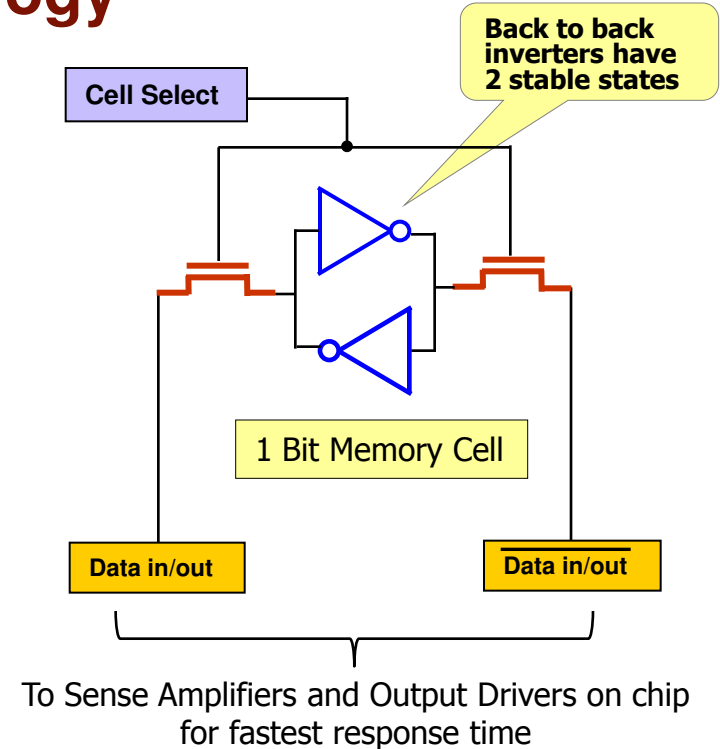 Cell Select
Back to back
inverters have
2 stable states
1 Bit Memory Cell
Data in/out
Data in/out
To Sense Amplifiers and Output Drivers on chip
for fastest response time